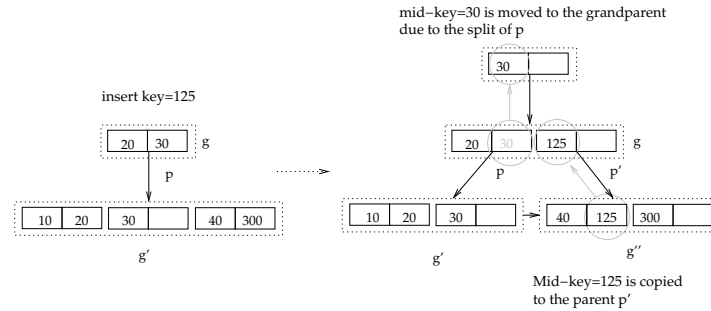 mid−key=30 is moved to the grandparent
due to the split of p
30
insert key=125
20 30 g
20 30 125 g
p
p p'
10 20 30 40 300
10 20 30 40 125 300
g'
g' g''
Mid−key=125 is copied
to the parent p'